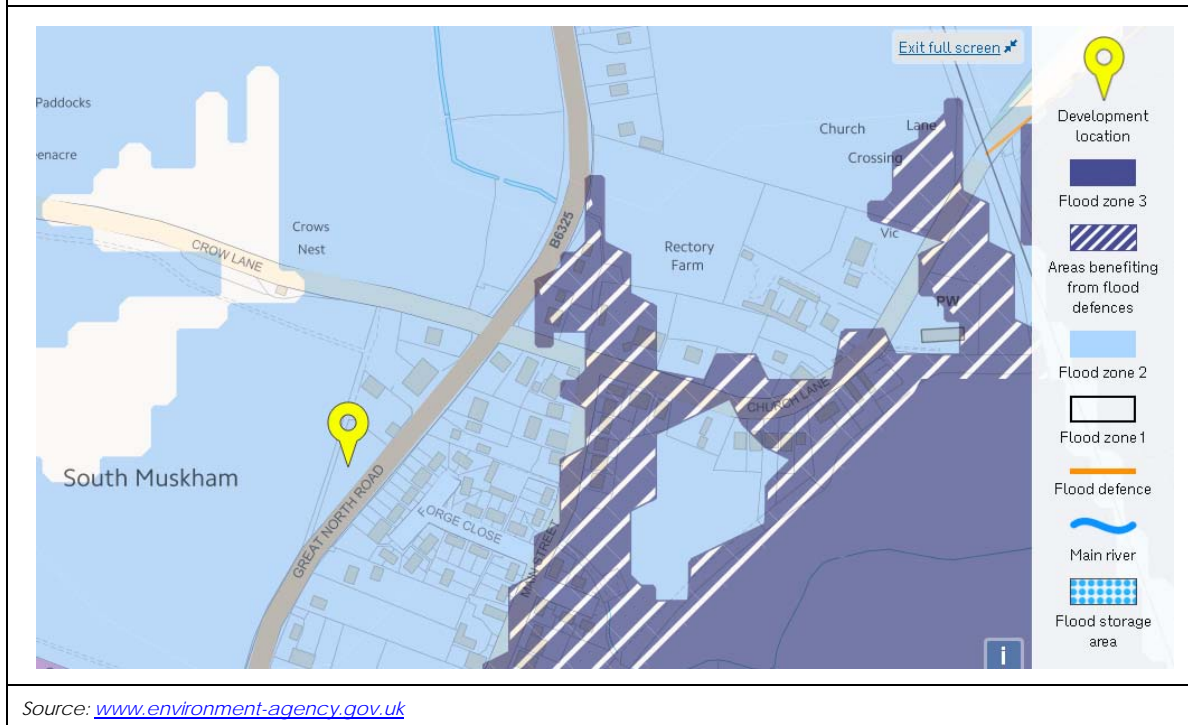 Exit full screen
Paddocks
enacre
Crows
Nest
CROW LANE
B6325
Church Lane
Crossing
Vic
Rectory
Farm
PW
CHURCH LANE
South Muskham
GREAT NORTH ROAD
FORGE CLOSE
MAIN STREET
i
Development
location
Flood zone 3
Areas benefiting
from flood
defences
Flood zone 2
Flood zone 1
Flood defence
Main river
Flood storage
area
Source: www.environment-agency.gov.uk